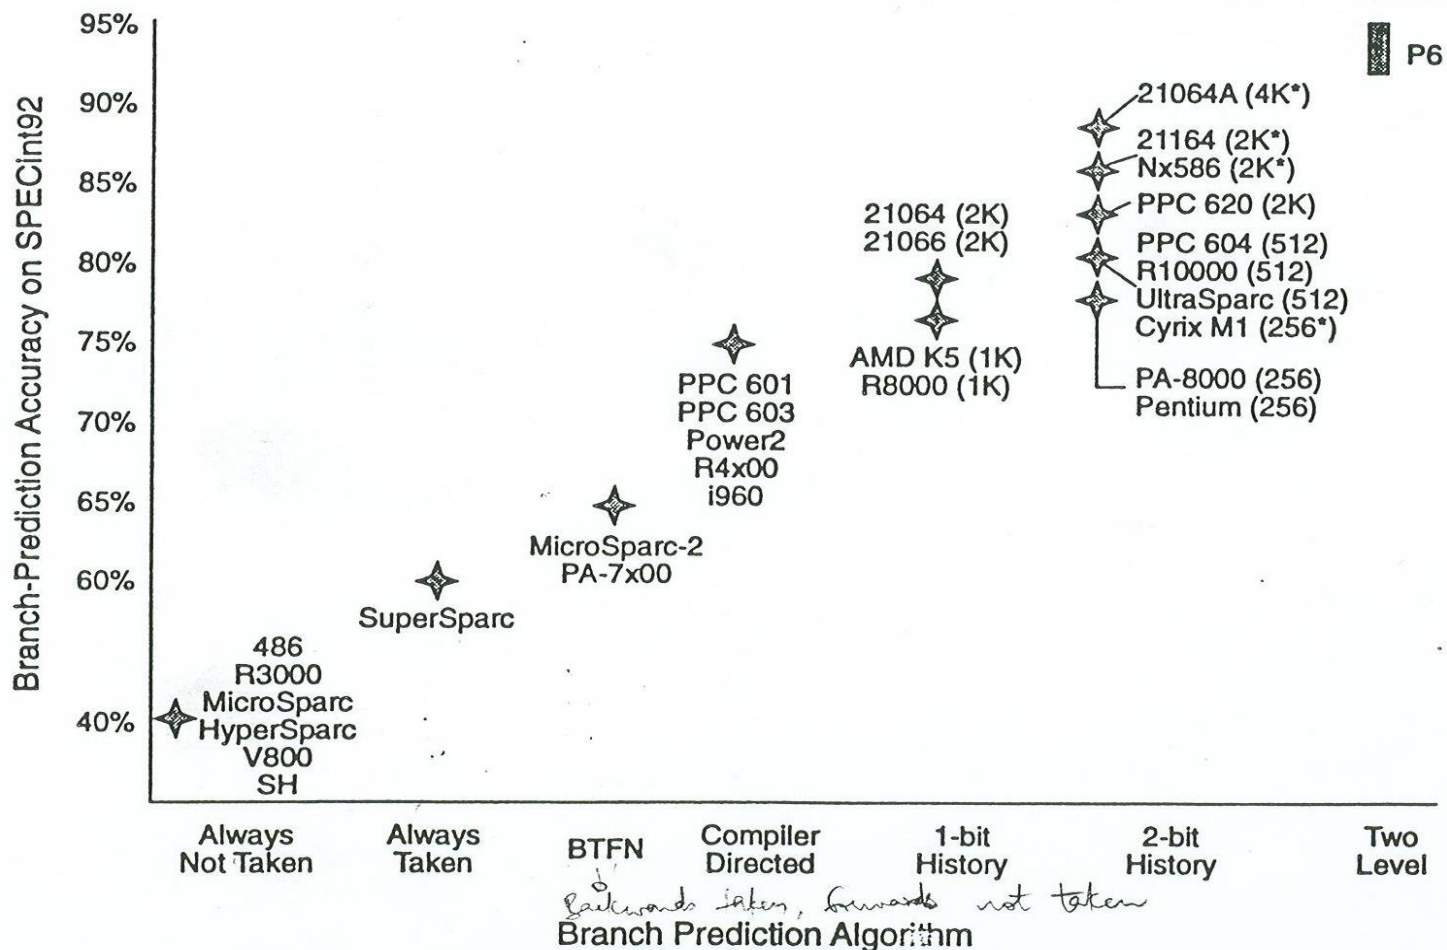 Branch-Prediction Accuracy on SPECint92
95%
90%
85%
80%
75%
70%
65%
60%
40%
P6
21064A (4K*)
21164 (2K*)
Nx586 (2K*)
PPC 620 (2K)
PPC 604 (512)
R10000 (512)
UltraSparc (512)
Cyrix M1 (256*)
PA-8000 (256)
Pentium (256)
21064 (2K)
21066 (2K)
AMD K5 (1K)
R8000 (1K)
PPC 601
PPC 603
Power2
R4x00
i960
MicroSparc-2
PA-7x00
SuperSparc
486
R3000
MicroSparc
HyperSparc
V800
SH
Always
Not Taken
Always
Taken
BTFN
Compiler
Directed
1-bit
History
2-bit
History
Two
Level
Backwards taken, forwards not taken
Branch Prediction Algorithm